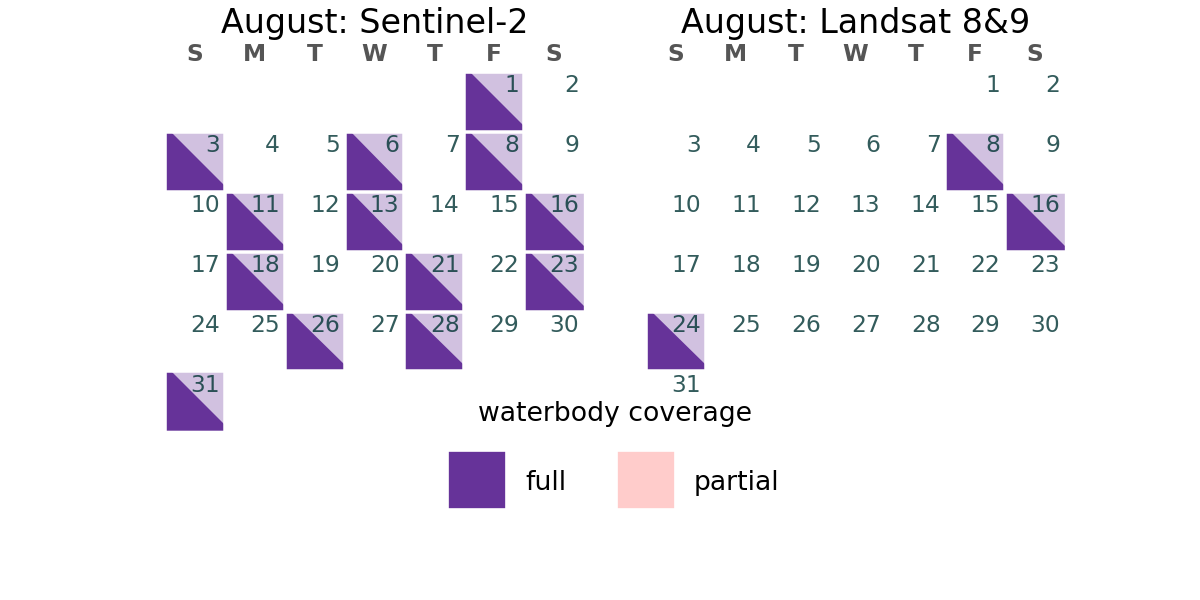 August: Sentinel-2
S M T W T F S
1 2
3 4 5 6 7 8 9
10 11 12 13 14 15 16
17 18 19 20 21 22 23
24 25 26 27 28 29 30
31
August: Landsat 8&9
S M T W T F S
1 2
3 4 5 6 7 8 9
10 11 12 13 14 15 16
17 18 19 20 21 22 23
24 25 26 27 28 29 30
31
waterbody coverage
full partial